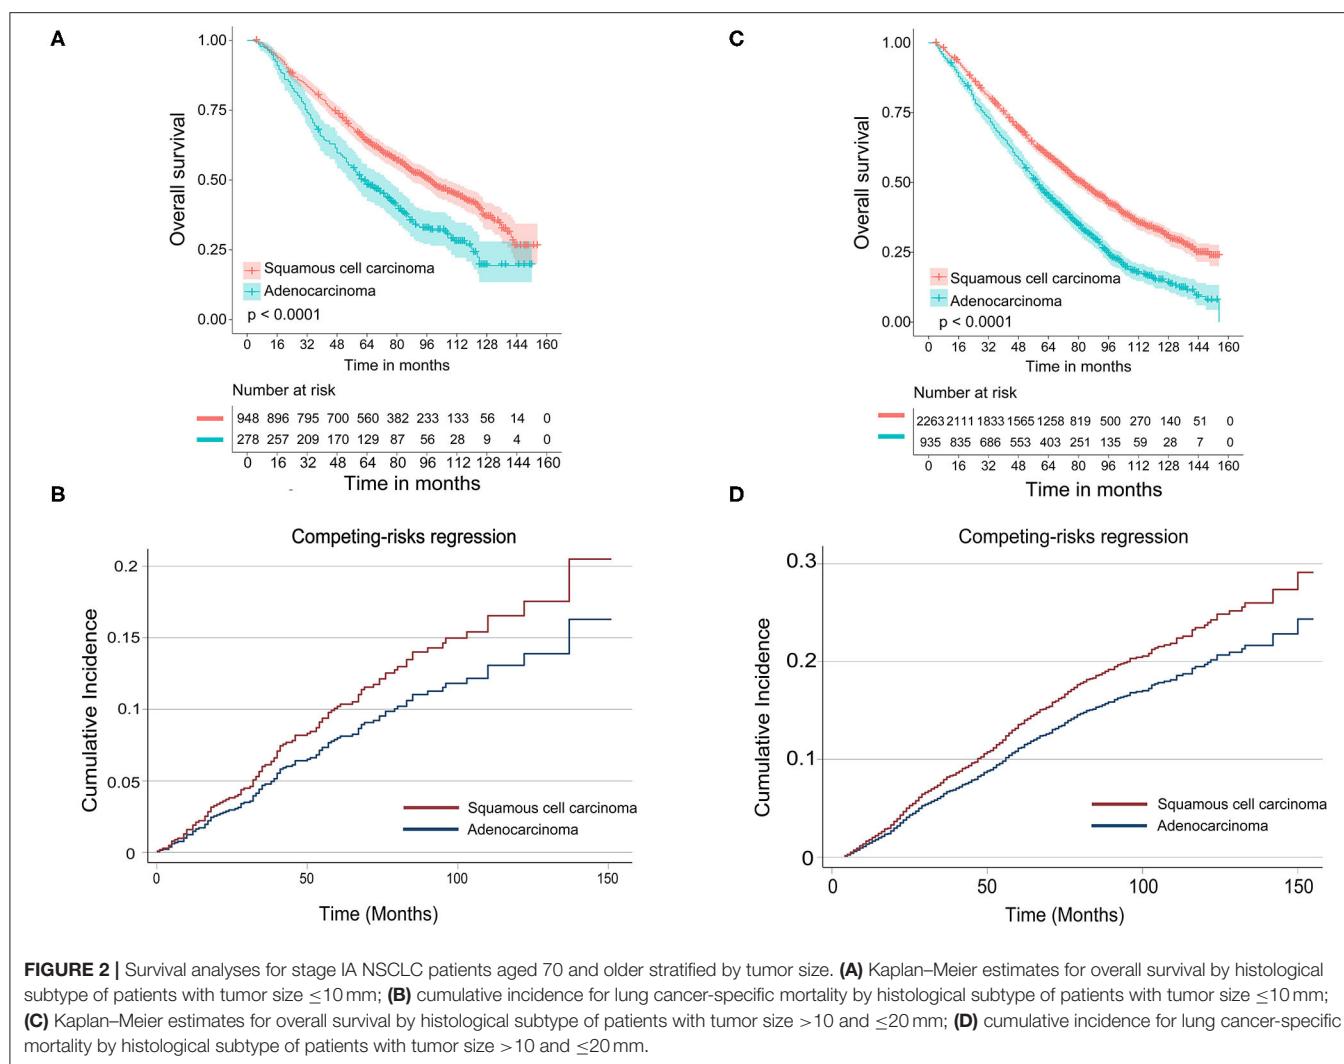 A
1.00
0.75
0.50
0.25
0.00
Overall survival
Squamous cell carcinoma
Adenocarcinoma
p < 0.0001
0 16 32 48 64 80 96 112 128 144 160
Time in months
Number at risk
948 896 795 700 560 382 233 133 56 14 0
278 257 209 170 129 87 56 28 9 4 0
0 16 32 48 64 80 96 112 128 144 160
Time in months
C
1.00
0.75
0.50
0.25
0.00
Overall survival
Squamous cell carcinoma
Adenocarcinoma
p < 0.0001
0 16 32 48 64 80 96 112 128 144 160
Time in months
Number at risk
2263 2111 1833 1565 1258 819 500 270 140 51 0
935 835 686 553 403 251 135 59 28 7 0
0 16 32 48 64 80 96 112 128 144 160
Time in months
B
Competing-risks regression
0.2
0.15
0.1
0.05
0
Cumulative Incidence
Squamous cell carcinoma
Adenocarcinoma
0 50 100 150
Time (Months)
D
Competing-risks regression
0.3
0.2
0.1
0
Cumulative Incidence
Squamous cell carcinoma
Adenocarcinoma
0 50 100 150
Time (Months)
FIGURE 2 | Survival analyses for stage IA NSCLC patients aged 70 and older stratified by tumor size. (A) Kaplan–Meier estimates for overall survival by histological
subtype of patients with tumor size ≤10 mm; (B) cumulative incidence for lung cancer-specific mortality by histological subtype of patients with tumor size ≤10 mm;
(C) Kaplan–Meier estimates for overall survival by histological subtype of patients with tumor size >10 and ≤20 mm; (D) cumulative incidence for lung cancer-specific
mortality by histological subtype of patients with tumor size >10 and ≤20 mm.